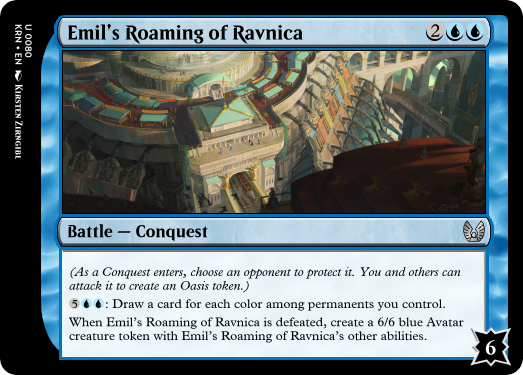 Emil's Roaming of Ravnica
2
Battle — Conquest
(As a Conquest enters, choose an opponent to protect it. You and others can
attack it to create an Oasis token.)
5: Draw a card for each color among permanents you control.
When Emil's Roaming of Ravnica is defeated, create a 6/6 blue Avatar
creature token with Emil's Roaming of Ravnica's other abilities.
6
U 0080
KRN • EN Kirsten Zirngibl